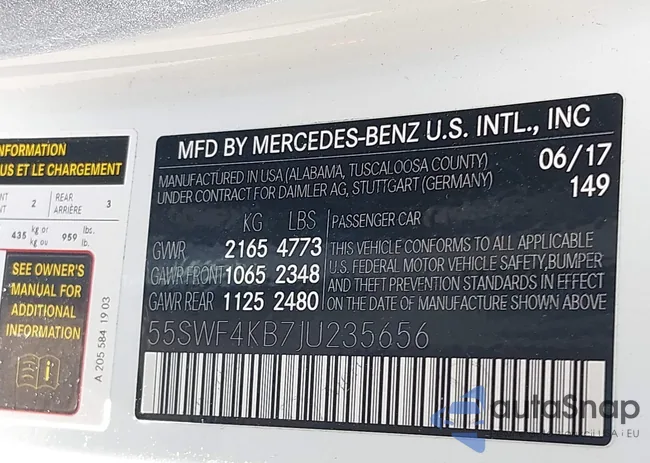 NFORMATION
US ET LE CHARGEMENT
NT 2 REAR 3
NT ARRIÈRE
435 kg or 959 lbs.
kg ou lb.
SEE OWNER'S
MANUAL FOR
ADDITIONAL
INFORMATION
A 205 584 19 03
MFD BY MERCEDES-BENZ U.S. INTL., INC
MANUFACTURED IN USA (ALABAMA, TUSCALOOSA COUNTY) 06/17
UNDER CONTRACT FOR DAIMLER AG, STUTTGART (GERMANY) 149
KG LBS PASSENGER CAR
GVWR 2165 4773
GAWR FRONT 1065 2348
GAWR REAR 1125 2480
THIS VEHICLE CONFORMS TO ALL APPLICABLE
U.S. FEDERAL MOTOR VEHICLE SAFETY,BUMPER
AND THEFT PREVENTION STANDARDS IN EFFECT
ON THE DATE OF MANUFACTURE SHOWN ABOVE
55SWF4KB7JU235656
autoSnap